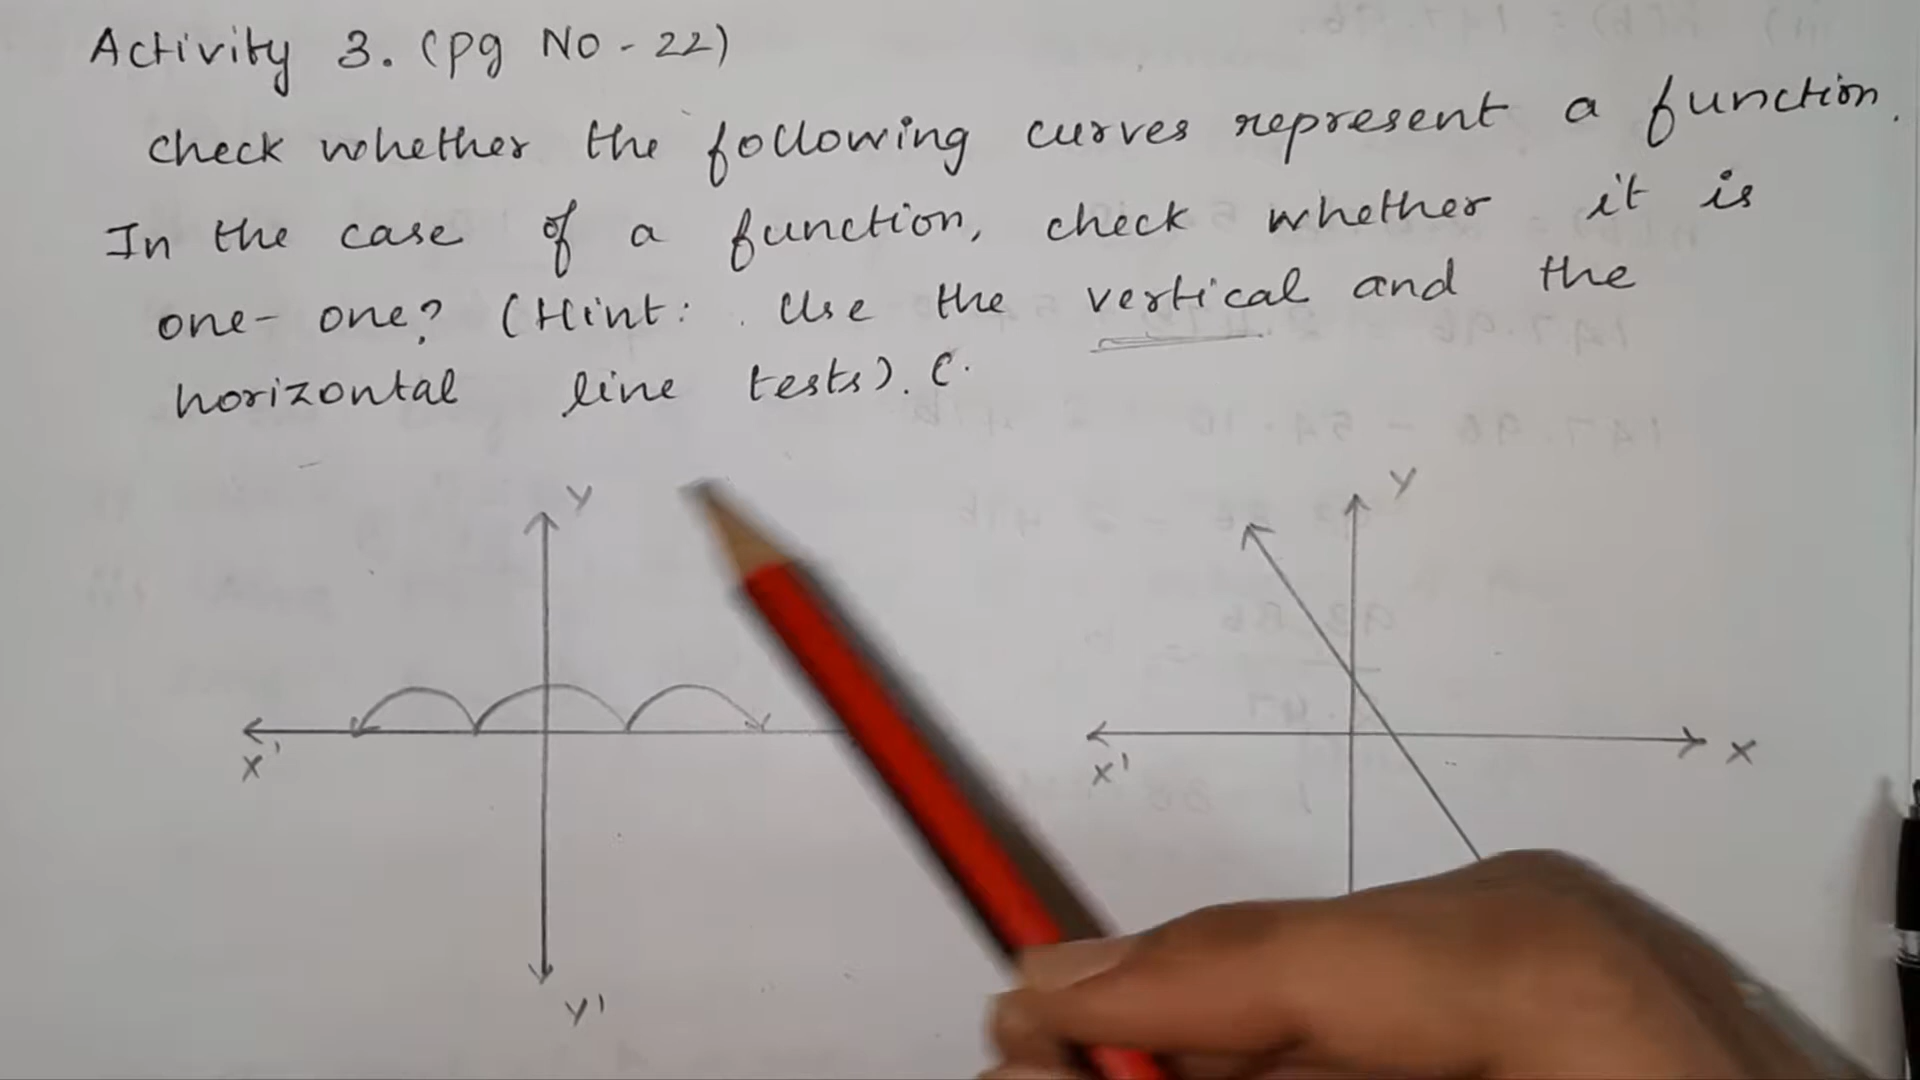 Activity 3. (pg No - 22)
check whether the following curves represent a function.
In the case of a function, check whether it is
one- one? (Hint: Use the vertical and the
horizontal line tests). (.
Y
Y
X'
X'
X
Y'